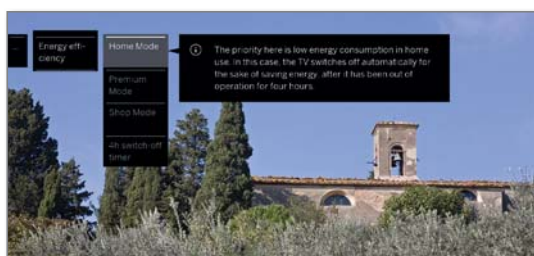 ...
Energy effi-
ciency
Home Mode
The priority here is low energy consumption in home
use. In this case, the TV switches off automatically for
the sake of saving energy, after it has been out of
operation for four hours.
Premium
Mode
Shop Mode
4h switch-off
timer